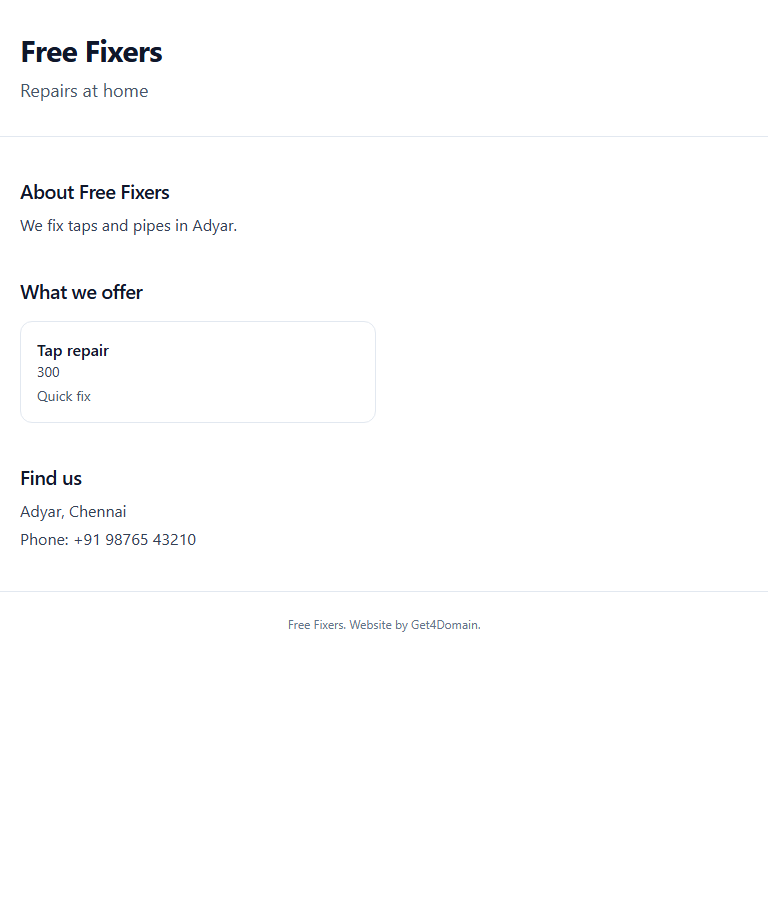 Free Fixers
Repairs at home
About Free Fixers
We fix taps and pipes in Adyar.
What we offer
Tap repair
300
Quick fix
Find us
Adyar, Chennai
Phone: +91 98765 43210
Free Fixers. Website by Get4Domain.